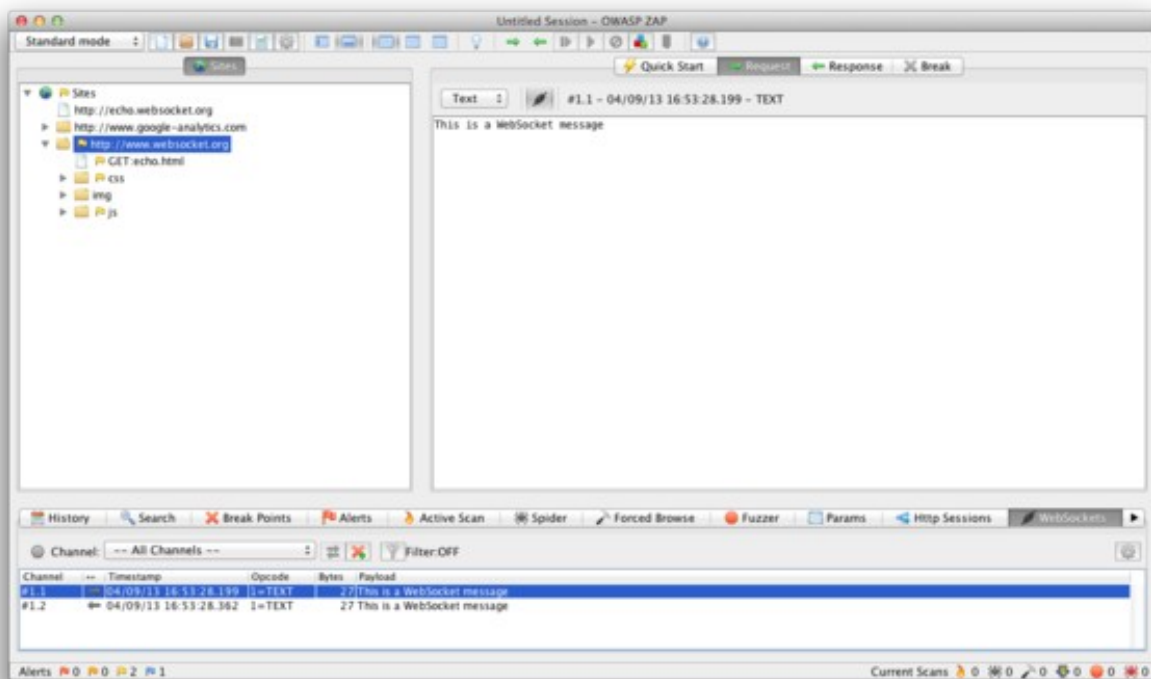 Untitled Session – OWASP ZAP
Standard mode
Sites
Quick Start Request Response Break
Sites
http://echo.websocket.org
http://www.google-analytics.com
http://www.websocket.org
GET:echo.html
css
img
js
Text #1.1 – 04/09/13 16:53:28.199 – TEXT
This is a WebSocket message
History Search Break Points Alerts Active Scan Spider Forced Browse Fuzzer Params Http Sessions WebSockets
Channel: -- All Channels -- Filter:OFF
Channel Timestamp Opcode Bytes Payload
#1.1 04/09/13 16:53:28.199 1=TEXT 27 This is a WebSocket message
#1.2 04/09/13 16:53:28.362 1=TEXT 27 This is a WebSocket message
Alerts 0 0 2 1 Current Scans 0 0 0 0 0 0